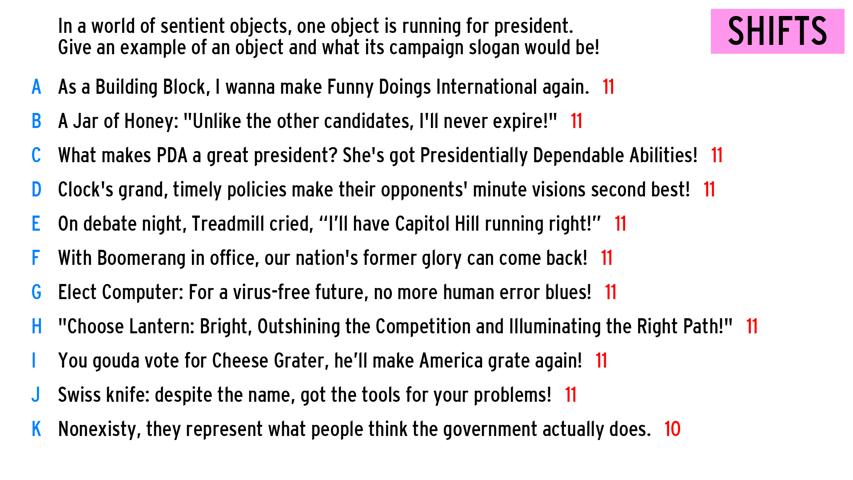 In a world of sentient objects, one object is running for president.
Give an example of an object and what its campaign slogan would be!
SHIFTS
A As a Building Block, I wanna make Funny Doings International again. 11
B A Jar of Honey: "Unlike the other candidates, I'll never expire!" 11
C What makes PDA a great president? She's got Presidentially Dependable Abilities! 11
D Clock's grand, timely policies make their opponents' minute visions second best! 11
E On debate night, Treadmill cried, “I’ll have Capitol Hill running right!” 11
F With Boomerang in office, our nation's former glory can come back! 11
G Elect Computer: For a virus-free future, no more human error blues! 11
H "Choose Lantern: Bright, Outshining the Competition and Illuminating the Right Path!" 11
I You gouda vote for Cheese Grater, he’ll make America grate again! 11
J Swiss knife: despite the name, got the tools for your problems! 11
K Nonexisty, they represent what people think the government actually does. 10